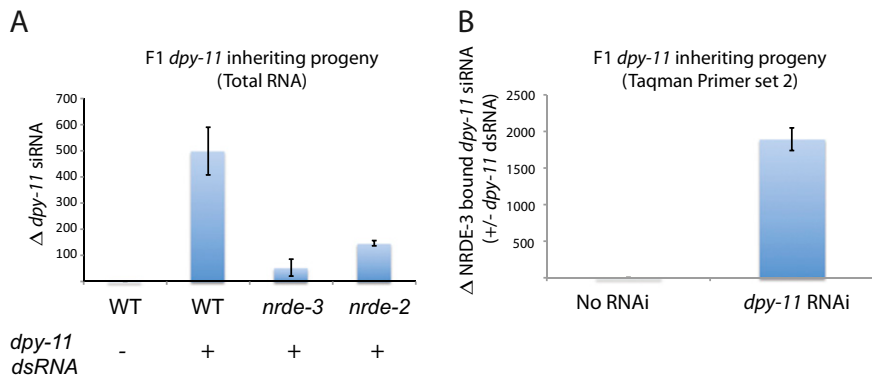 A
F1 dpy-11 inheriting progeny
(Total RNA)
Δ dpy-11 siRNA
700
600
500
400
300
200
100
WT
WT
nrde-3
nrde-2
dpy-11
dsRNA
-
+
+
+
B
F1 dpy-11 inheriting progeny
(Taqman Primer set 2)
Δ NRDE-3 bound dpy-11 siRNA
(+/- dpy-11 dsRNA)
2500
2000
1500
1000
500
No RNAi
dpy-11 RNAi